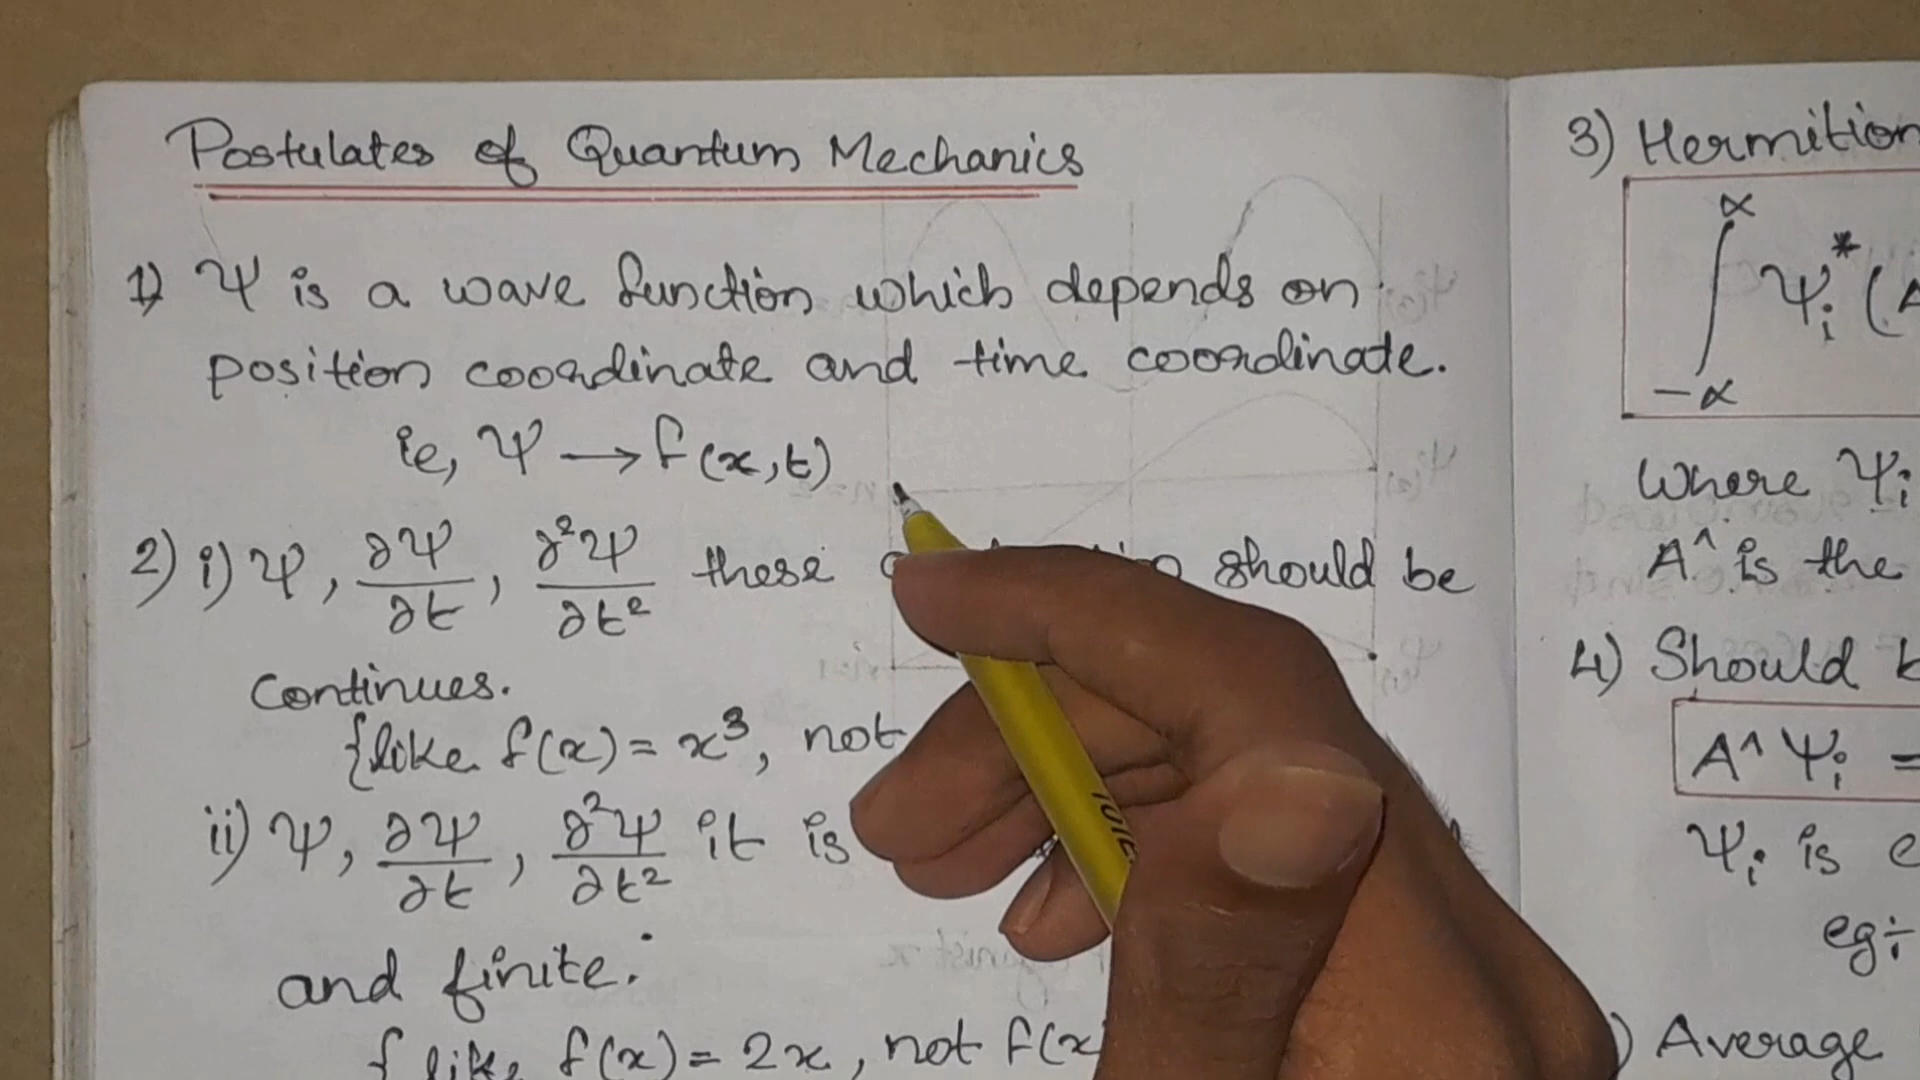 Postulates of Quantum Mechanics
1) Ψ is a wave function which depends on
position coordinate and time coordinate.
ie, Ψ → f(x,t)
2) i) Ψ, ∂Ψ/∂t, ∂²Ψ/∂t² these should be
Continues.
{like f(x) = x³, not
ii) Ψ, ∂Ψ/∂t, ∂²Ψ/∂t² it is
and finite.
{like f(x) = 2x, not f(x
3) Hermition
∝
∫ Ψᵢ* (A
-∝
Where Ψᵢ
A^ is the
4) Should b
A^ Ψᵢ =
Ψᵢ is e
eg:-
) Average